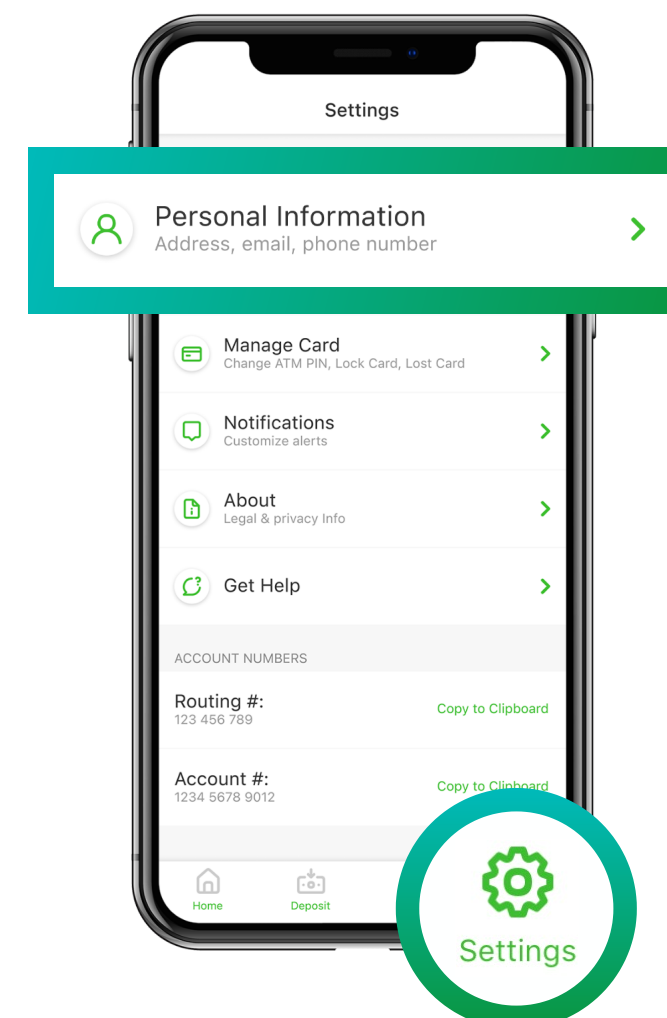 Settings
Personal Information
Address, email, phone number
Manage Card
Change ATM PIN, Lock Card, Lost Card
Notifications
Customize alerts
About
Legal & privacy Info
Get Help
ACCOUNT NUMBERS
Routing #:
123 456 789
Copy to Clipboard
Account #:
1234 5678 9012
Copy to Clipboard
Home
Deposit
Settings